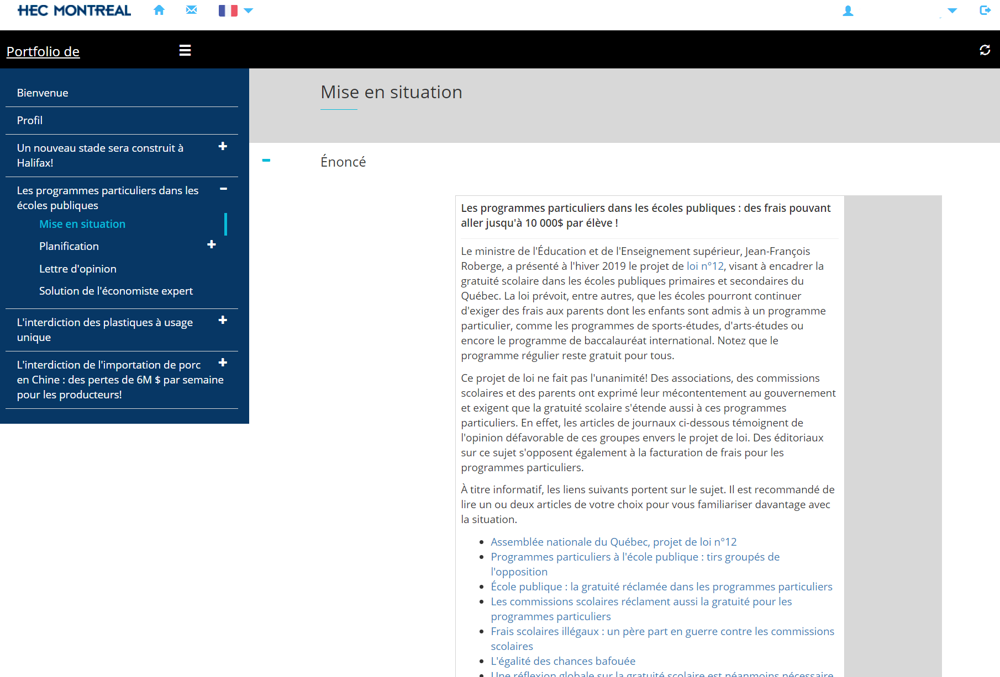 HEC MONTREAL
Portfolio de
Bienvenue
Profil
Un nouveau stade sera construit à
Halifax!
Les programmes particuliers dans les
écoles publiques
Mise en situation
Planification
Lettre d'opinion
Solution de l'économiste expert
L'interdiction des plastiques à usage
unique
L'interdiction de l'importation de porc
en Chine : des pertes de 6M $ par semaine
pour les producteurs!
Mise en situation
Énoncé
Les programmes particuliers dans les écoles publiques : des frais pouvant
aller jusqu'à 10 000$ par élève !
Le ministre de l'Éducation et de l'Enseignement supérieur, Jean-François
Roberge, a présenté à l'hiver 2019 le projet de loi n°12, visant à encadrer la
gratuité scolaire dans les écoles publiques primaires et secondaires du
Québec. La loi prévoit, entre autres, que les écoles pourront continuer
d'exiger des frais aux parents dont les enfants sont admis à un programme
particulier, comme les programmes de sports-études, d'arts-études ou
encore le programme de baccalauréat international. Notez que le
programme régulier reste gratuit pour tous.
Ce projet de loi ne fait pas l'unanimité! Des associations, des commissions
scolaires et des parents ont exprimé leur mécontentement au gouvernement
et exigent que la gratuité scolaire s'étende aussi à ces programmes
particuliers. En effet, les articles de journaux ci-dessous témoignent de
l'opinion défavorable de ces groupes envers le projet de loi. Des éditoriaux
sur ce sujet s'opposent également à la facturation de frais pour les
programmes particuliers.
À titre informatif, les liens suivants portent sur le sujet. Il est recommandé de
lire un ou deux articles de votre choix pour vous familiariser davantage avec
la situation.
Assemblée nationale du Québec, projet de loi n°12
Programmes particuliers à l'école publique : tirs groupés de
l'opposition
École publique : la gratuité réclamée dans les programmes particuliers
Les commissions scolaires réclament aussi la gratuité pour les
programmes particuliers
Frais scolaires illégaux : un père part en guerre contre les commissions
scolaires
L'égalité des chances bafouée
Une réflexion globale sur la gratuité scolaire est néanmoins nécessaire